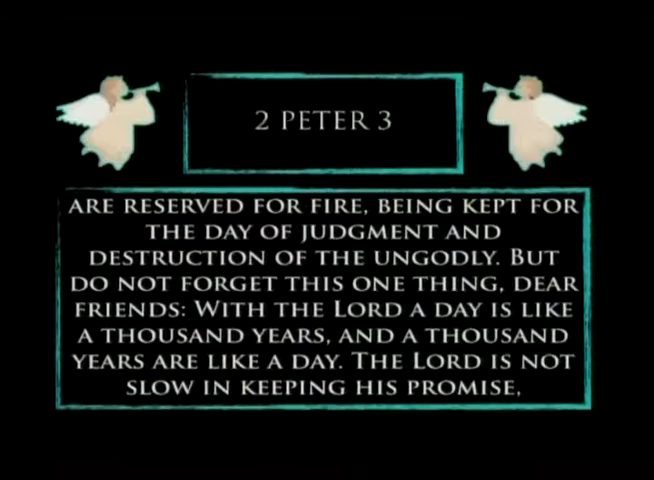 2 PETER 3
ARE RESERVED FOR FIRE, BEING KEPT FOR
THE DAY OF JUDGMENT AND
DESTRUCTION OF THE UNGODLY. BUT
DO NOT FORGET THIS ONE THING, DEAR
FRIENDS: WITH THE LORD A DAY IS LIKE
A THOUSAND YEARS, AND A THOUSAND
YEARS ARE LIKE A DAY. THE LORD IS NOT
SLOW IN KEEPING HIS PROMISE,